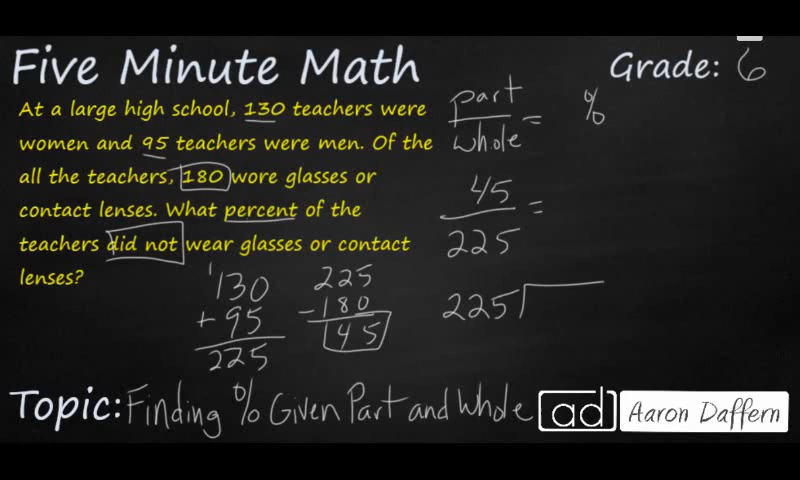 Five Minute Math
Grade: 6
At a large high school, 130 teachers were
women and 95 teachers were men. Of the
all the teachers, 180 wore glasses or
contact lenses. What percent of the
teachers did not wear glasses or contact
lenses?
part
whole
= %
45
225
=
1
130
+ 95
225
225
- 180
45
225
Topic: Finding % Given Part and Whole
ad Aaron Daffern